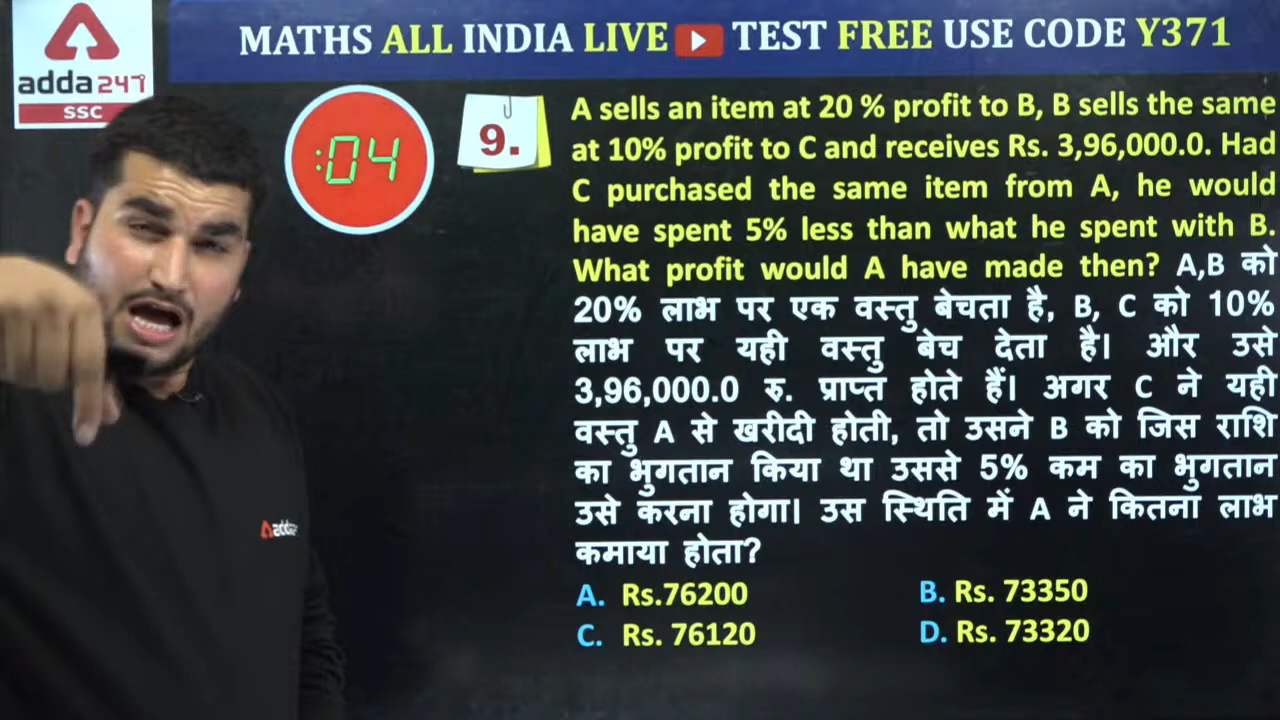 MATHS ALL INDIA LIVE TEST FREE USE CODE Y371
adda 247
SSC
:04
9.
A sells an item at 20 % profit to B, B sells the same
at 10% profit to C and receives Rs. 3,96,000.0. Had
C purchased the same item from A, he would
have spent 5% less than what he spent with B.
What profit would A have made then? A,B को
20% लाभ पर एक वस्तु बेचता है, B, C को 10%
लाभ पर यही वस्तु बेच देता है। और उसे
3,96,000.0 रु. प्राप्त होते हैं। अगर C ने यही
वस्तु A से खरीदी होती, तो उसने B को जिस राशि
का भुगतान किया था उससे 5% कम का भुगतान
उसे करना होगा। उस स्थिति में A ने कितना लाभ
कमाया होता?
A. Rs.76200
B. Rs. 73350
C. Rs. 76120
D. Rs. 73320